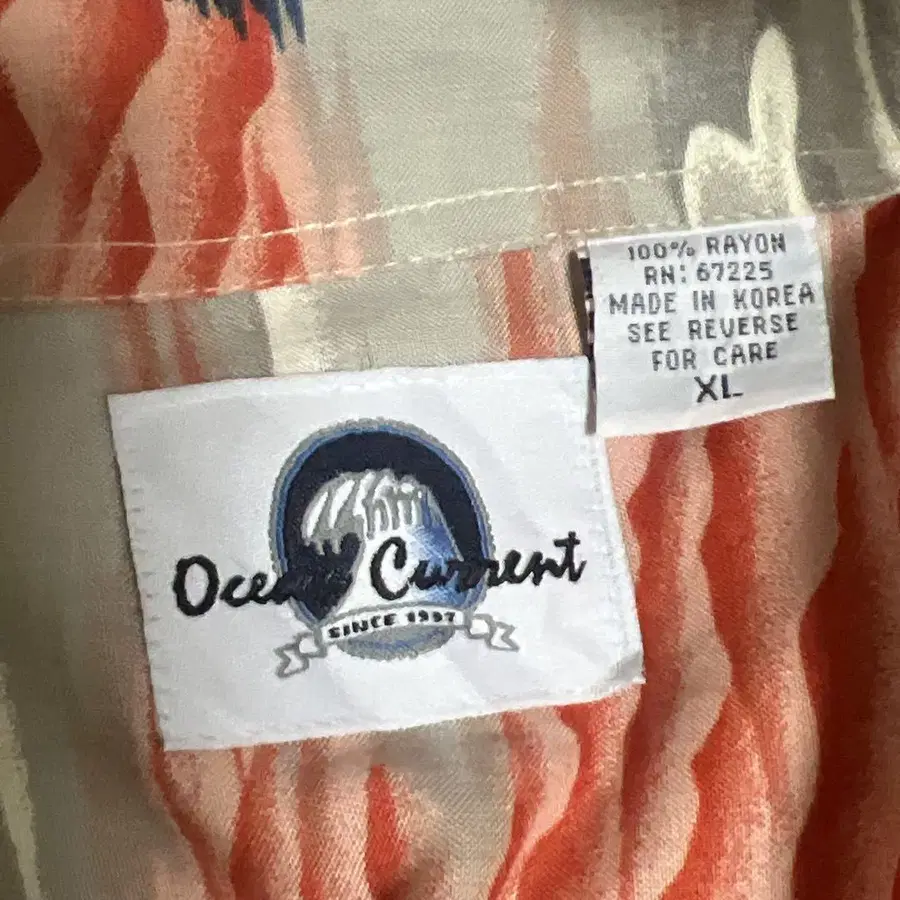 100% RAYON
RN: 67225
MADE IN KOREA
SEE REVERSE
FOR CARE
XL
Ocean Current
SINCE 1997